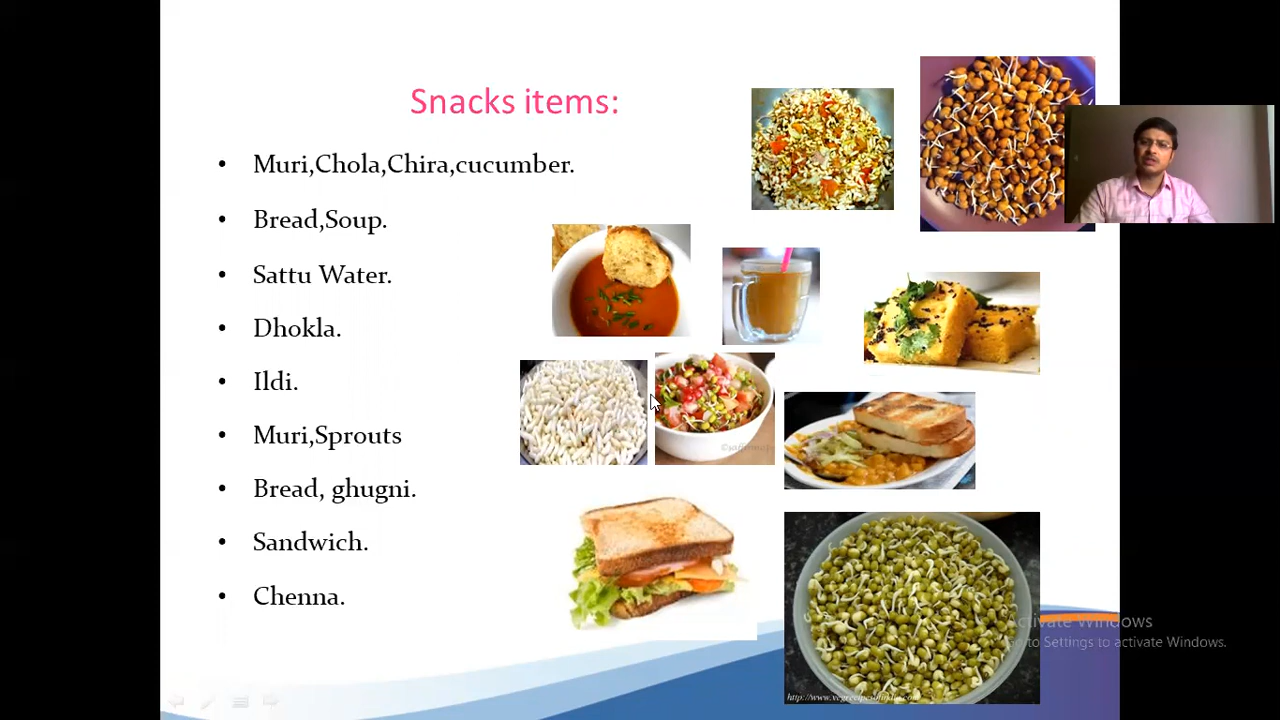 Snacks items:
• Muri,Chola,Chira,cucumber.
• Bread,Soup.
• Sattu Water.
• Dhokla.
• Ildi.
• Muri,Sprouts
• Bread, ghugni.
• Sandwich.
• Chenna.
Activate Windows
Go to Settings to activate Windows.